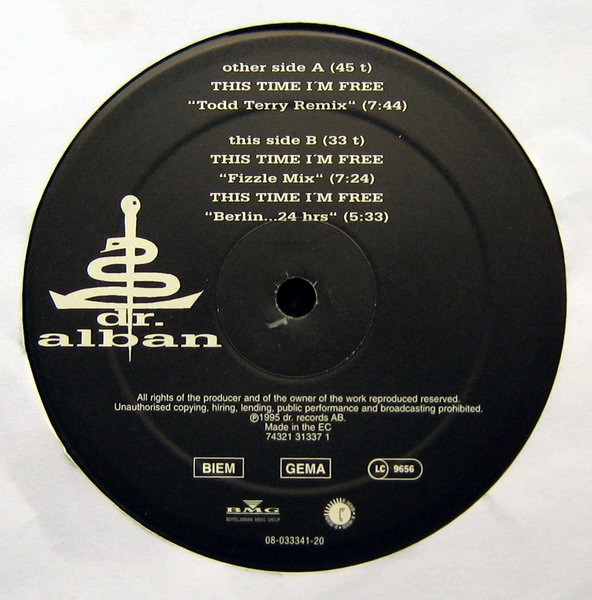 other side A (45 t)
THIS TIME I´M FREE
"Todd Terry Remix" (7:44)
this side B (33 t)
THIS TIME I´M FREE
"Fizzle Mix" (7:24)
THIS TIME I´M FREE
"Berlin...24 hrs" (5:33)
dr.
alban
All rights of the producer and of the owner of the work reproduced reserved.
Unauthorised copying, hiring, lending, public performance and broadcasting prohibited.
℗1995 dr. records AB.
Made in the EC
74321 31337 1
BIEM GEMA LC 9656
BMG
BERTELSMANN MUSIC GROUP
08-033341-20